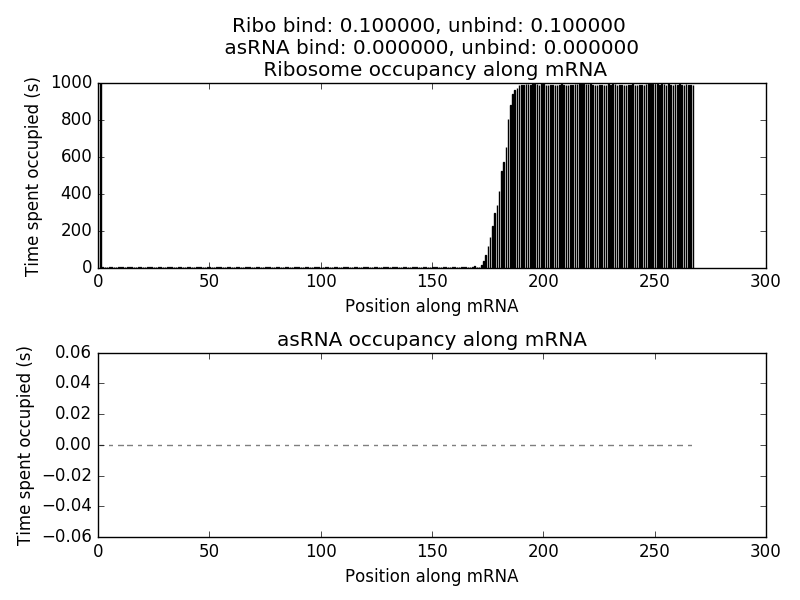 Ribo bind: 0.100000, unbind: 0.100000
asRNA bind: 0.000000, unbind: 0.000000
Ribosome occupancy along mRNA
Time spent occupied (s)
1000
800
600
400
200
0
0 50 100 150 200 250 300
Position along mRNA
asRNA occupancy along mRNA
Time spent occupied (s)
0.06
0.04
0.02
0.00
−0.02
−0.04
−0.06
0 50 100 150 200 250 300
Position along mRNA